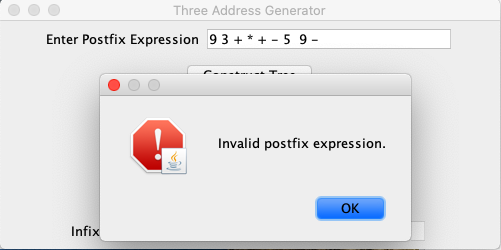 Three Address Generator
Enter Postfix Expression 9 3 + * + - 5 9 -
Construct Tree
Invalid postfix expression.
OK
Infix